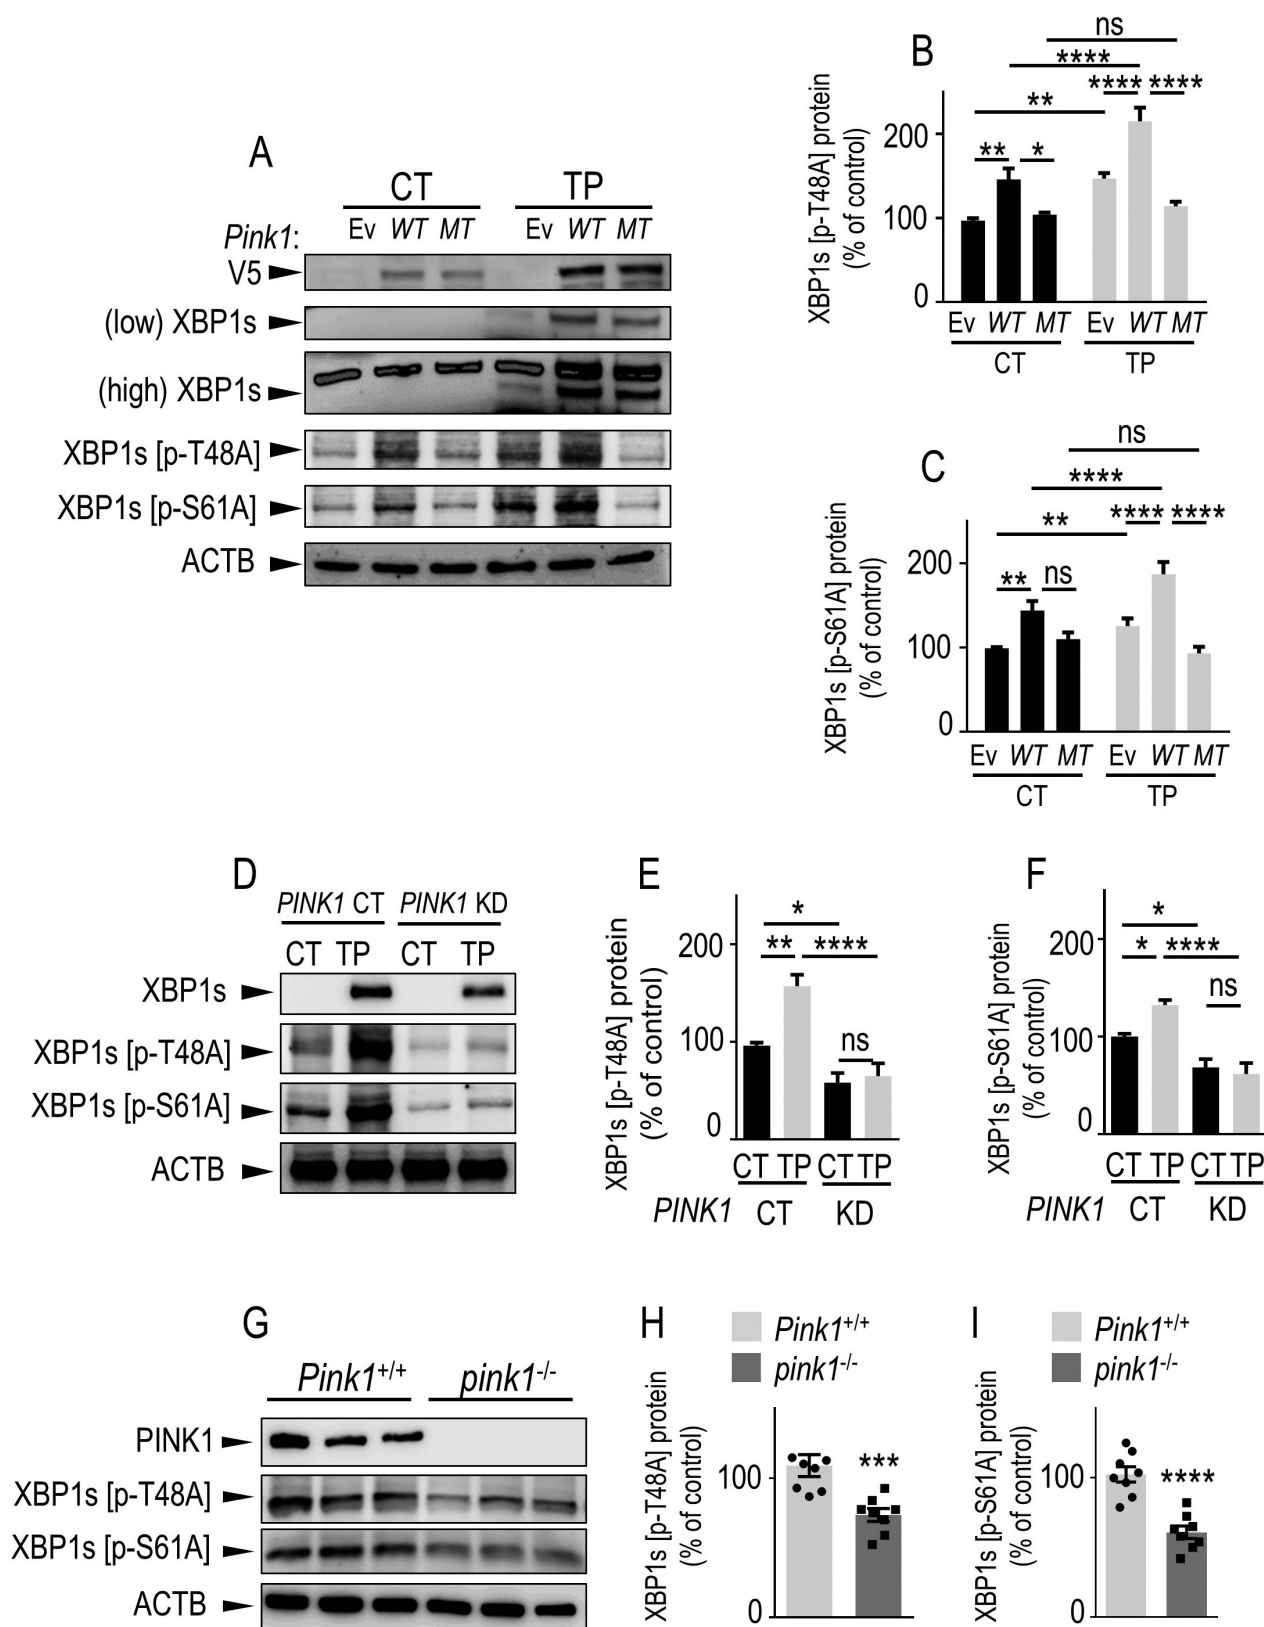 A
CT TP
Pink1: Ev WT MT Ev WT MT
V5
(low) XBP1s
(high) XBP1s
XBP1s [p-T48A]
XBP1s [p-S61A]
ACTB
B
ns
****
**** ****
**
** *
XBP1s [p-T48A] protein
(% of control)
200
100
0
Ev WT MT Ev WT MT
CT TP
C
ns
****
**** ****
**
** ns
XBP1s [p-S61A] protein
(% of control)
200
100
0
Ev WT MT Ev WT MT
CT TP
D
PINK1 CT PINK1 KD
CT TP CT TP
XBP1s
XBP1s [p-T48A]
XBP1s [p-S61A]
ACTB
E
*
** ****
ns
XBP1s [p-T48A] protein
(% of control)
200
100
0
CT TP CT TP
PINK1 CT KD
F
*
* ****
ns
XBP1s [p-S61A] protein
(% of control)
200
100
0
CT TP CT TP
PINK1 CT KD
G
Pink1+/+ pink1-/-
PINK1
XBP1s [p-T48A]
XBP1s [p-S61A]
ACTB
H
Pink1+/+
pink1-/-
***
XBP1s [p-T48A] protein
(% of control)
100
0
I
Pink1+/+
pink1-/-
****
XBP1s [p-S61A] protein
(% of control)
100
0